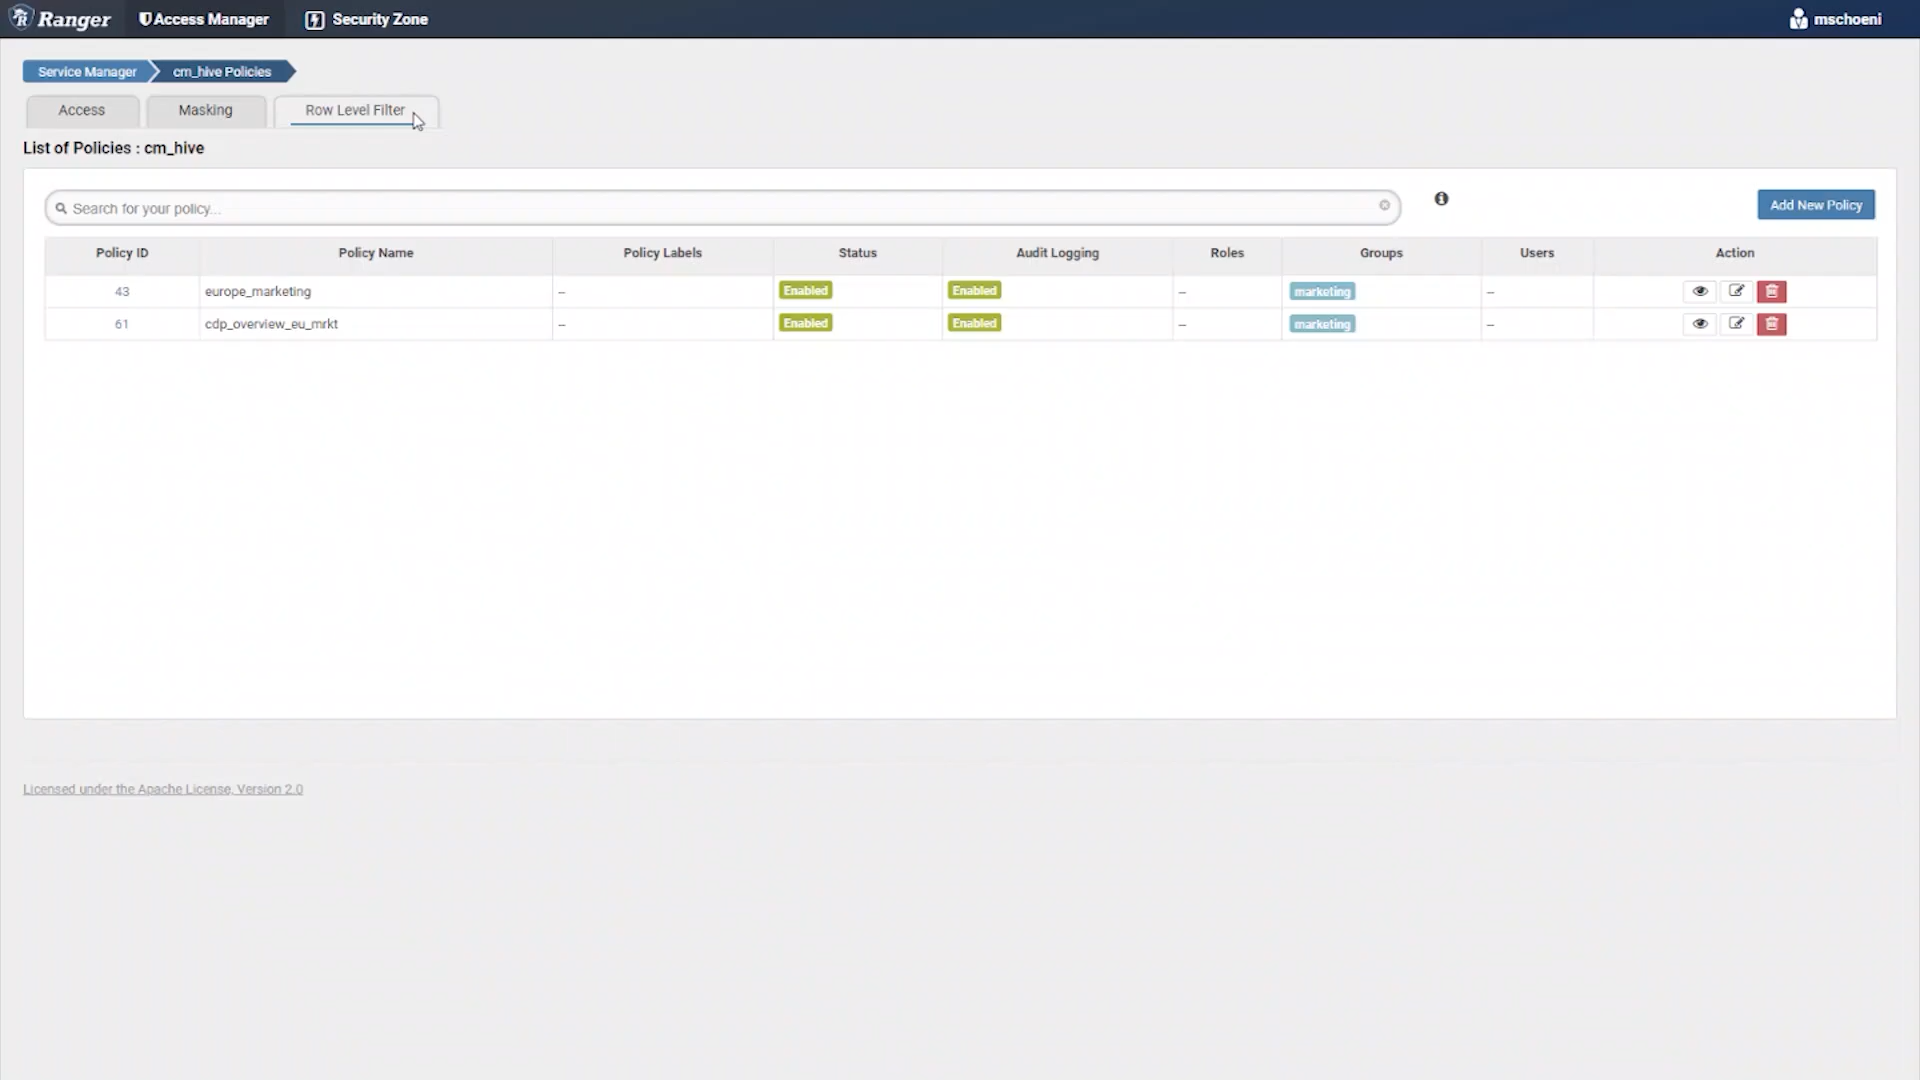 Ranger Access Manager Security Zone mschoeni
Service Manager cm_hive Policies
Access Masking Row Level Filter
List of Policies : cm_hive
Search for your policy... Add New Policy
Policy ID Policy Name Policy Labels Status Audit Logging Roles Groups Users Action
43 europe_marketing -- Enabled Enabled -- marketing --
61 cdp_overview_eu_mrkt -- Enabled Enabled -- marketing --
Licensed under the Apache License, Version 2.0